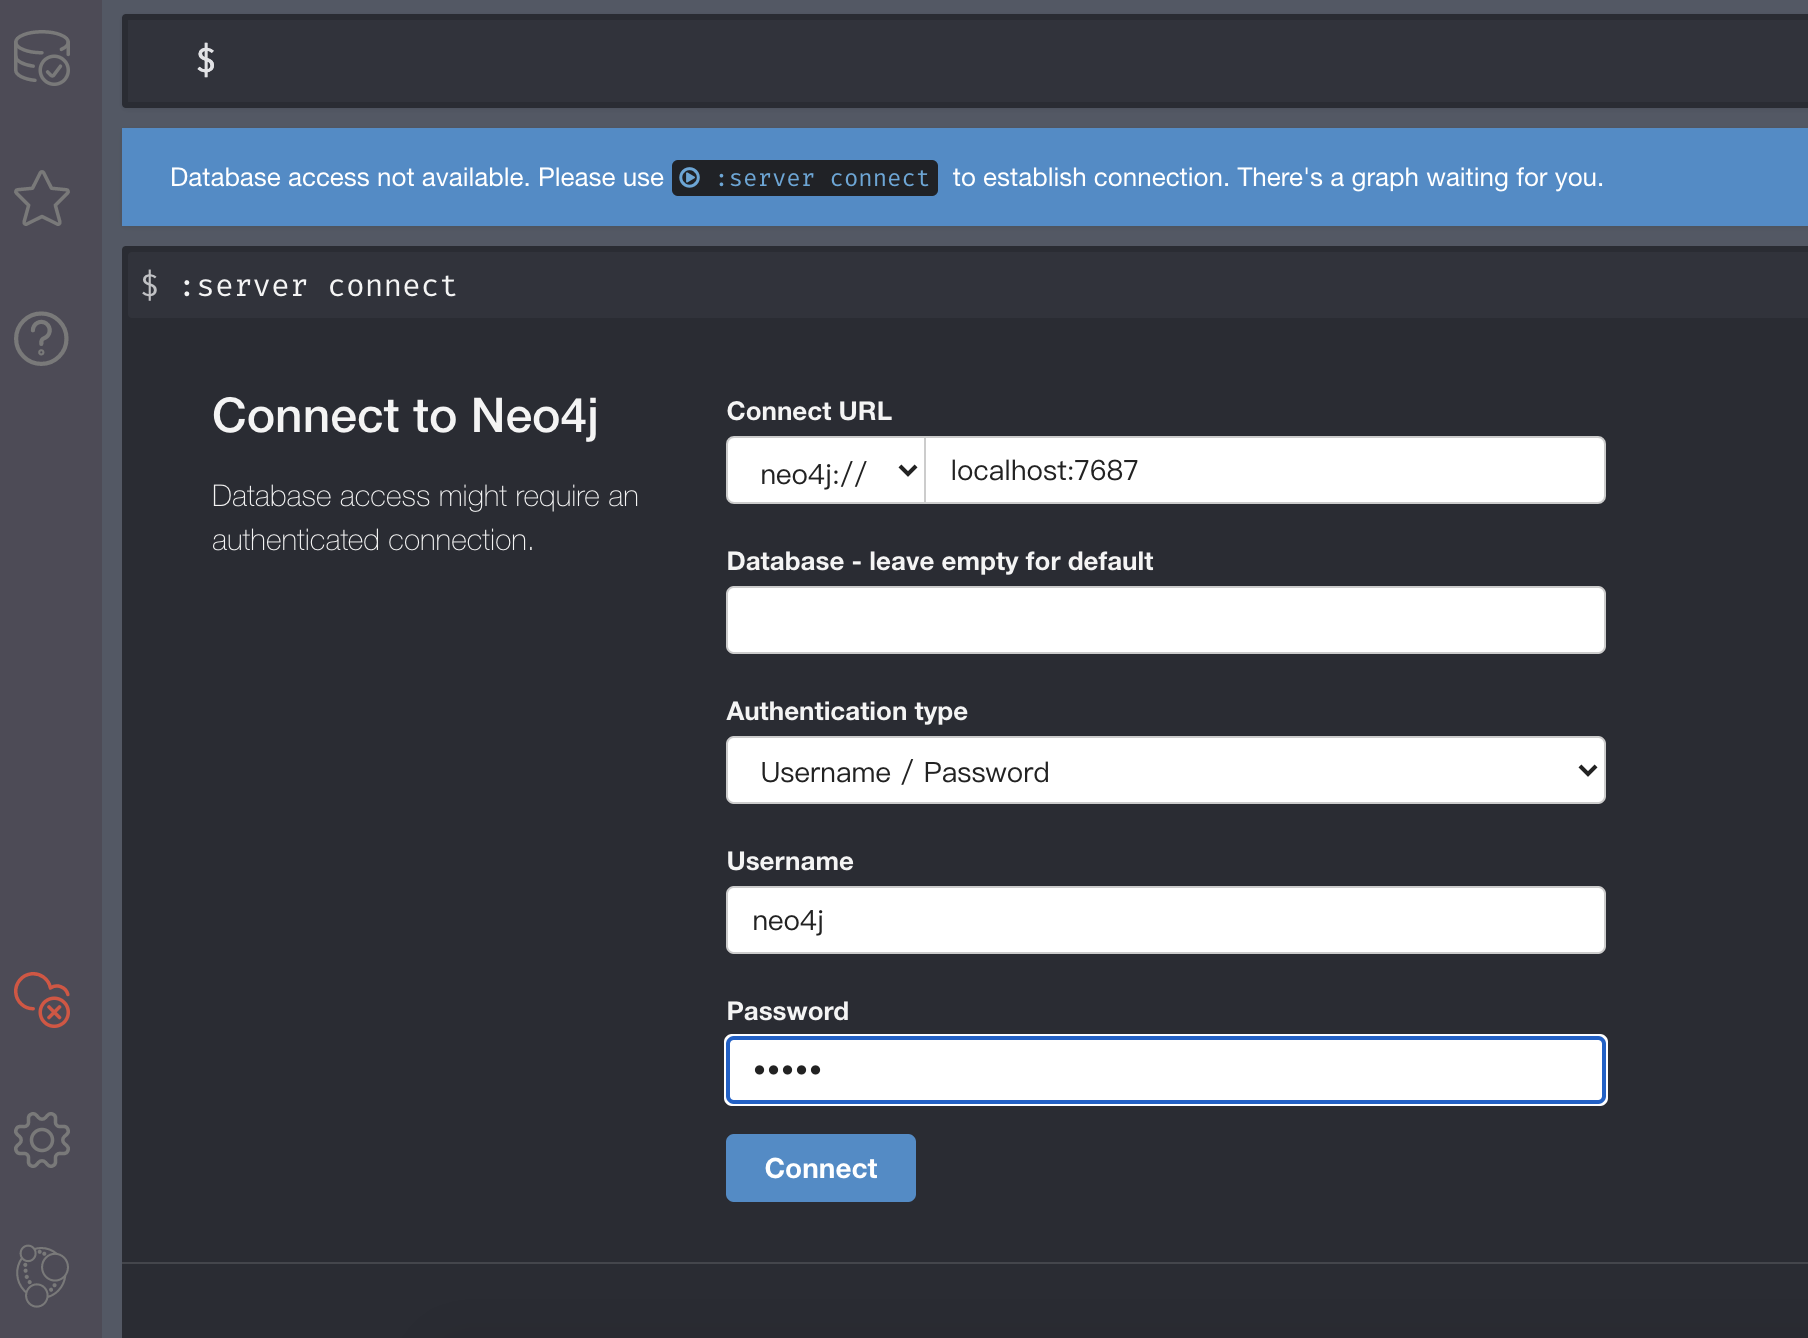 $
Database access not available. Please use :server connect to establish connection. There's a graph waiting for you.
$ :server connect
Connect to Neo4j
Database access might require an
authenticated connection.
Connect URL
neo4j:// localhost:7687
Database - leave empty for default
Authentication type
Username / Password
Username
neo4j
Password
•••••
Connect